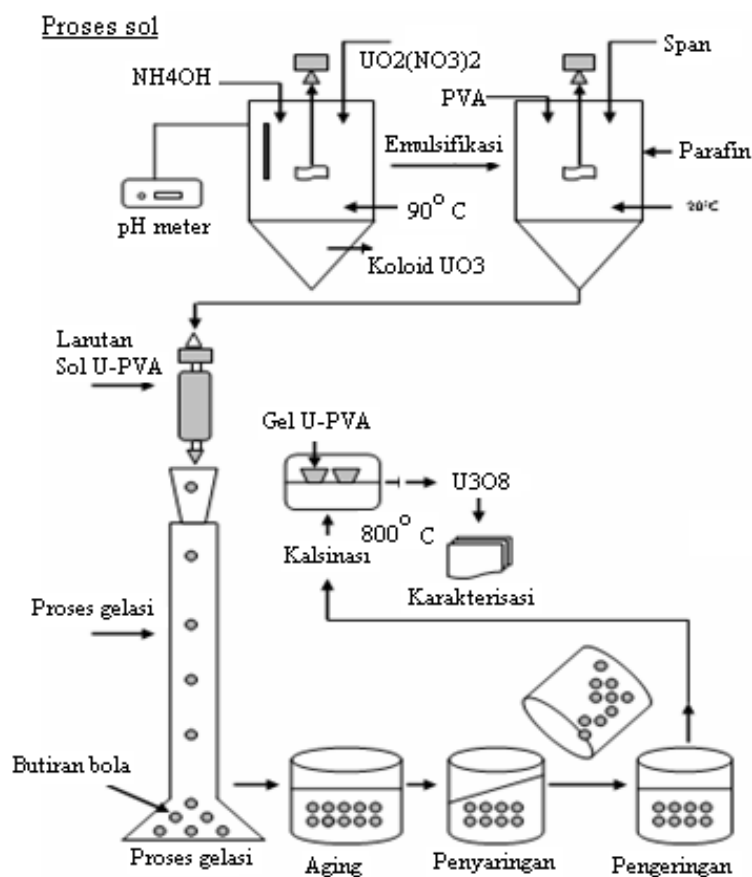 Proses sol
NH4OH
UO2(NO3)2
Span
PVA
Emulsifikasi
Parafin
pH meter
90° C
Koloid UO3
Larutan
Sol U-PVA
Gel U-PVA
U3O8
800° C
Kalsinasi
Karakterisasi
Proses gelasi
Butiran bola
Proses gelasi
Aging
Penyaringan
Pengeringan